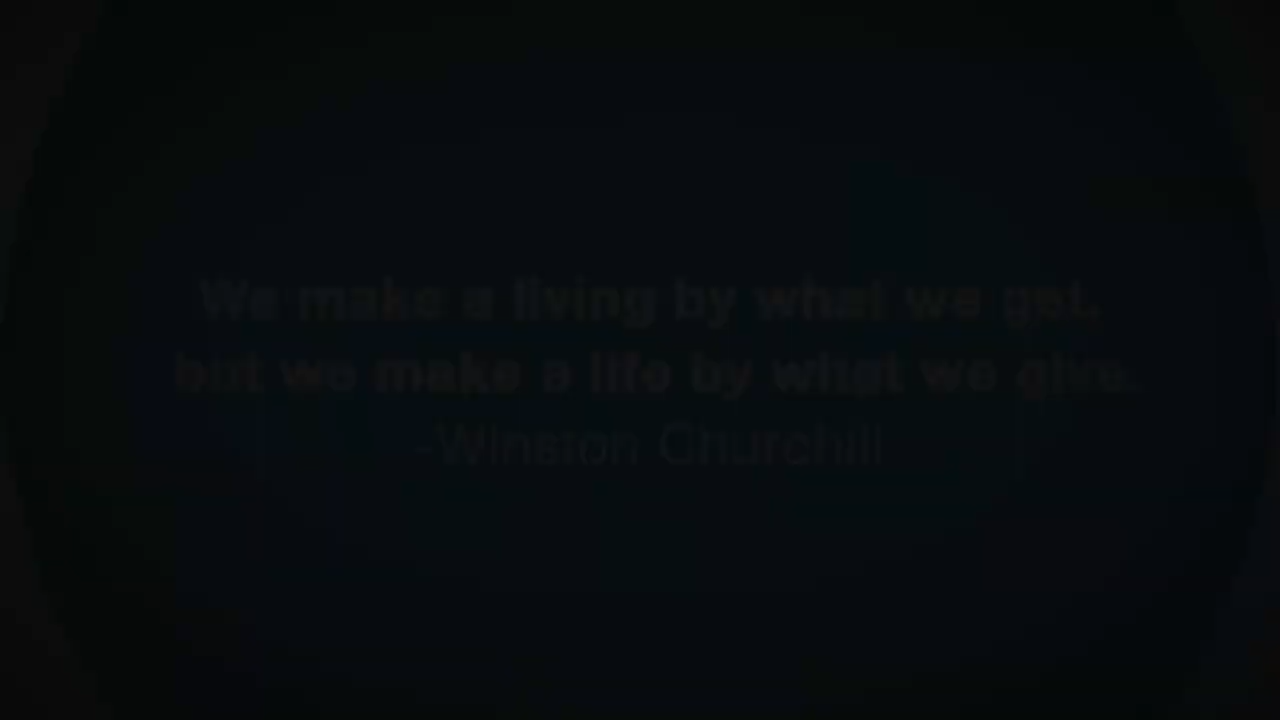 We make a living by what we get,
but we make a life by what we give.
-Winston Churchill